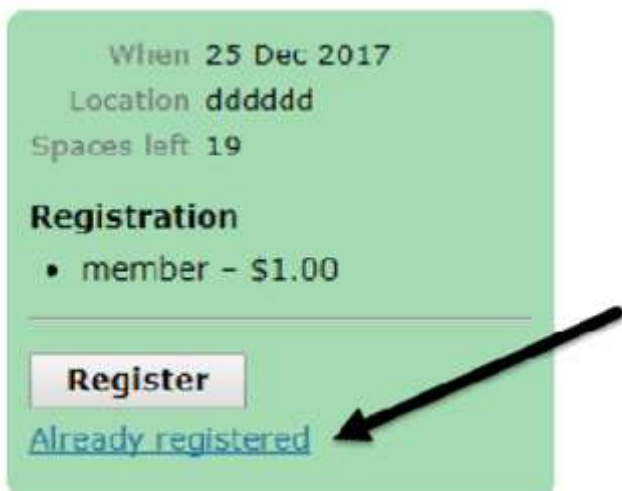 When 25 Dec 2017
Location dddddd
Spaces left 19
Registration
• member – $1.00
Register
Already registered